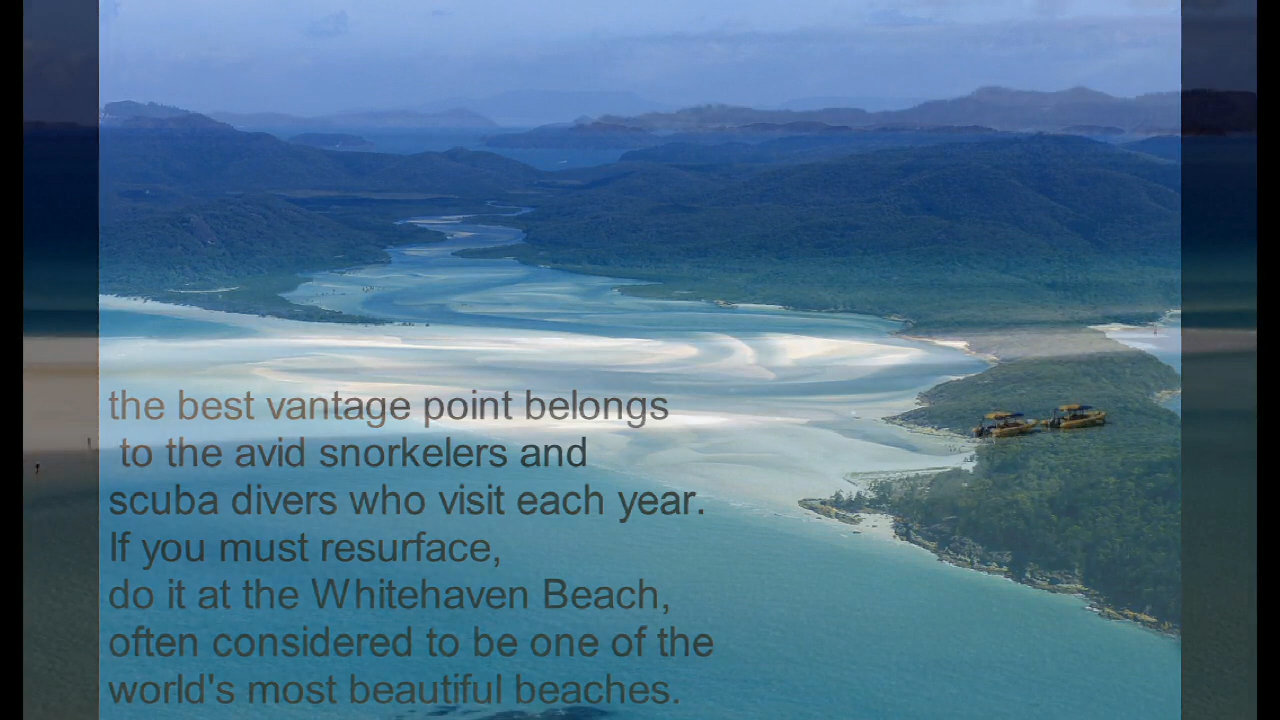 the best vantage point belongs
to the avid snorkelers and
scuba divers who visit each year.
If you must resurface,
do it at the Whitehaven Beach,
often considered to be one of the
world's most beautiful beaches.